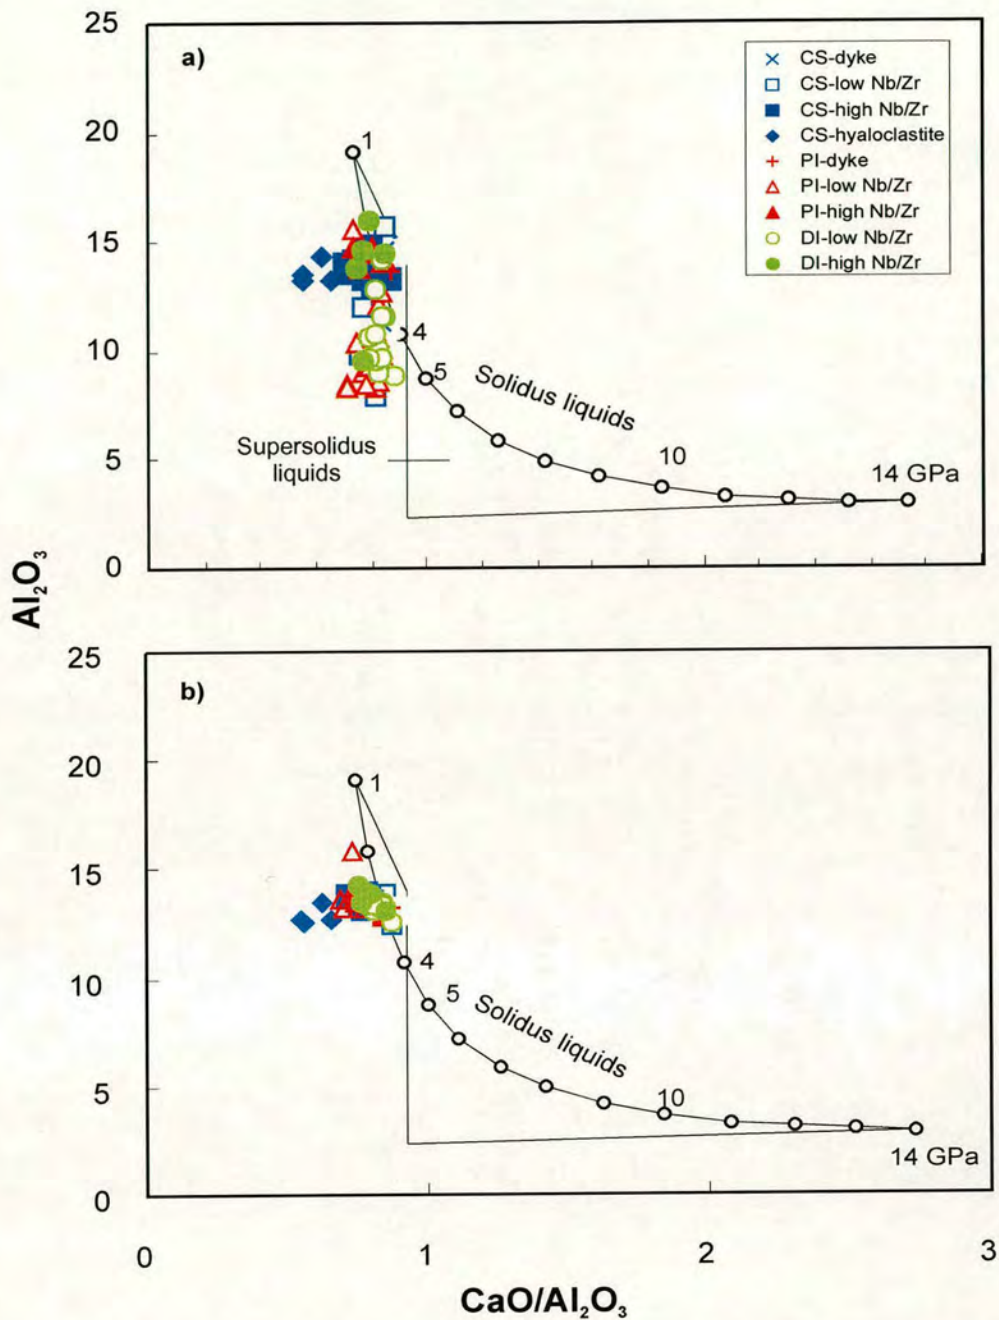 25
20
15
10
5
0
a)
CS-dyke
CS-low Nb/Zr
CS-high Nb/Zr
CS-hyaloclastite
PI-dyke
PI-low Nb/Zr
PI-high Nb/Zr
DI-low Nb/Zr
DI-high Nb/Zr
1
4
5
Solidus liquids
10
14 GPa
Supersolidus
liquids
Al₂O₃
25
20
15
10
5
0
b)
1
4
5
Solidus liquids
10
14 GPa
0
1
2
3
CaO/Al₂O₃